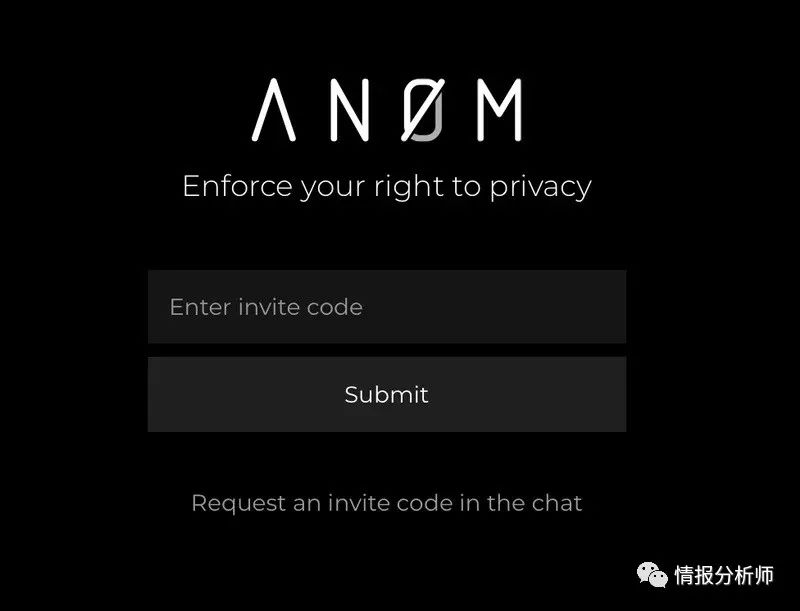 ANØM
Enforce your right to privacy
Enter invite code
Submit
Request an invite code in the chat
情报分析师